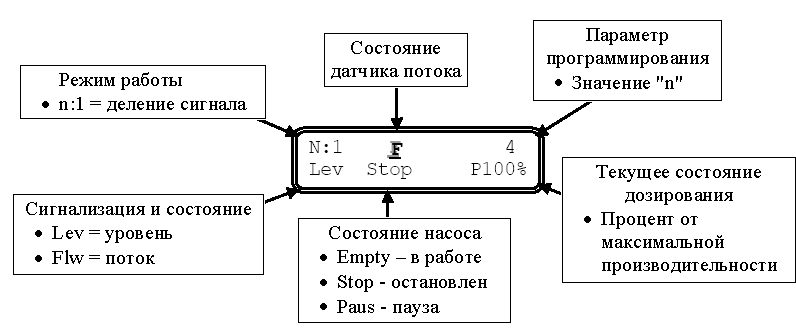 Состояние
датчика потока
Параметр
программирования
• Значение "n"
Режим работы
• n:1 = деление сигнала
N:1 F 4
Lev Stop P100%
Сигнализация и состояние
• Lev = уровень
• Flw = поток
Состояние насоса
• Empty – в работе
• Stop - остановлен
• Paus - пауза
Текущее состояние
дозирования
• Процент от
максимальной
производительности